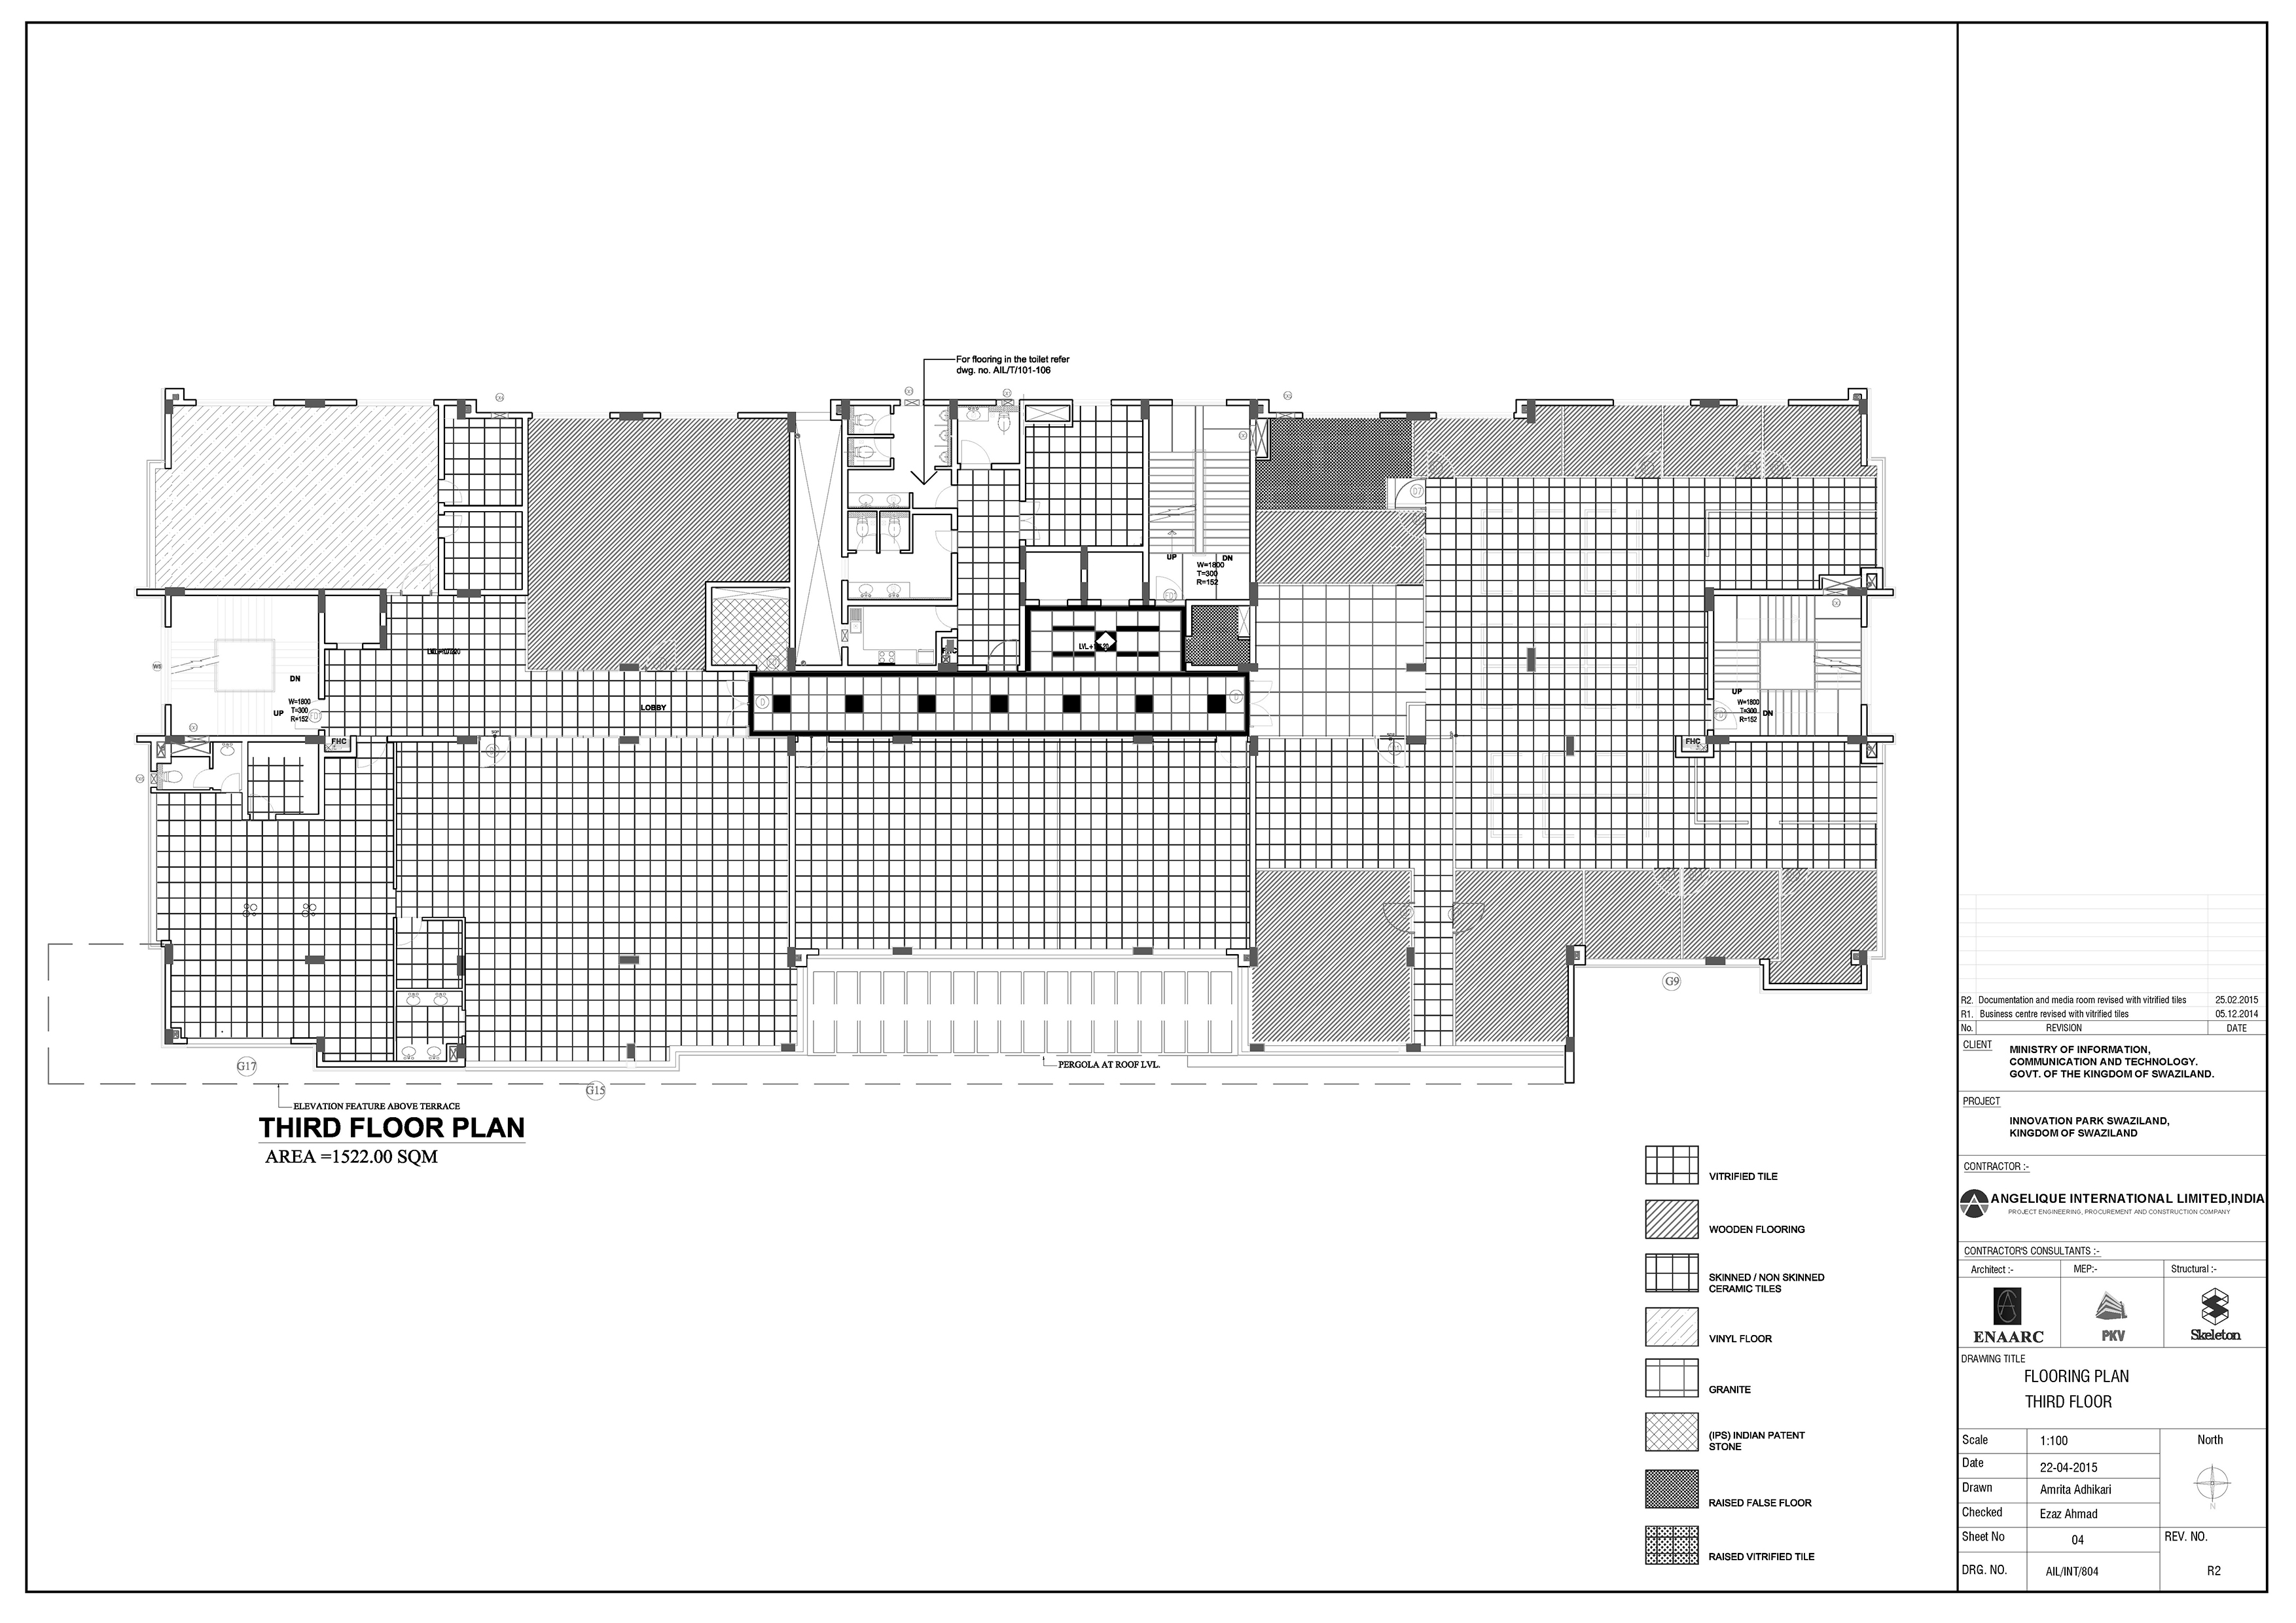 For flooring in the toilet refer
dwg. no. AIL/T/101-106
UP
DN
W=1800
T=300
R=152
D7
LVL.+
FHC
LOBBY
DN
UP
W=1800
T=300
R=152
FHC
UP
DN
W=1800
T=300
R=152
FHC
G9
G17
G15
PERGOLA AT ROOF LVL.
ELEVATION FEATURE ABOVE TERRACE
THIRD FLOOR PLAN
AREA =1522.00 SQM
VITRIFIED TILE
WOODEN FLOORING
SKINNED / NON SKINNED
CERAMIC TILES
VINYL FLOOR
GRANITE
(IPS) INDIAN PATENT
STONE
RAISED FALSE FLOOR
RAISED VITRIFIED TILE
R2. Documentation and media room revised with vitrified tiles 25.02.2015
R1. Business centre revised with vitrified tiles 05.12.2014
No. REVISION DATE
CLIENT
MINISTRY OF INFORMATION,
COMMUNICATION AND TECHNOLOGY.
GOVT. OF THE KINGDOM OF SWAZILAND.
PROJECT
INNOVATION PARK SWAZILAND,
KINGDOM OF SWAZILAND
CONTRACTOR :-
ANGELIQUE INTERNATIONAL LIMITED,INDIA
PROJECT ENGINEERING, PROCUREMENT AND CONSTRUCTION COMPANY
CONTRACTOR'S CONSULTANTS :-
Architect :- MEP:- Structural :-
ENAARC PKV Skeleton
DRAWING TITLE
FLOORING PLAN
THIRD FLOOR
Scale 1:100 North
Date 22-04-2015
Drawn Amrita Adhikari
N
Checked Ezaz Ahmad
Sheet No 04 REV. NO.
DRG. NO. AIL/INT/804 R2